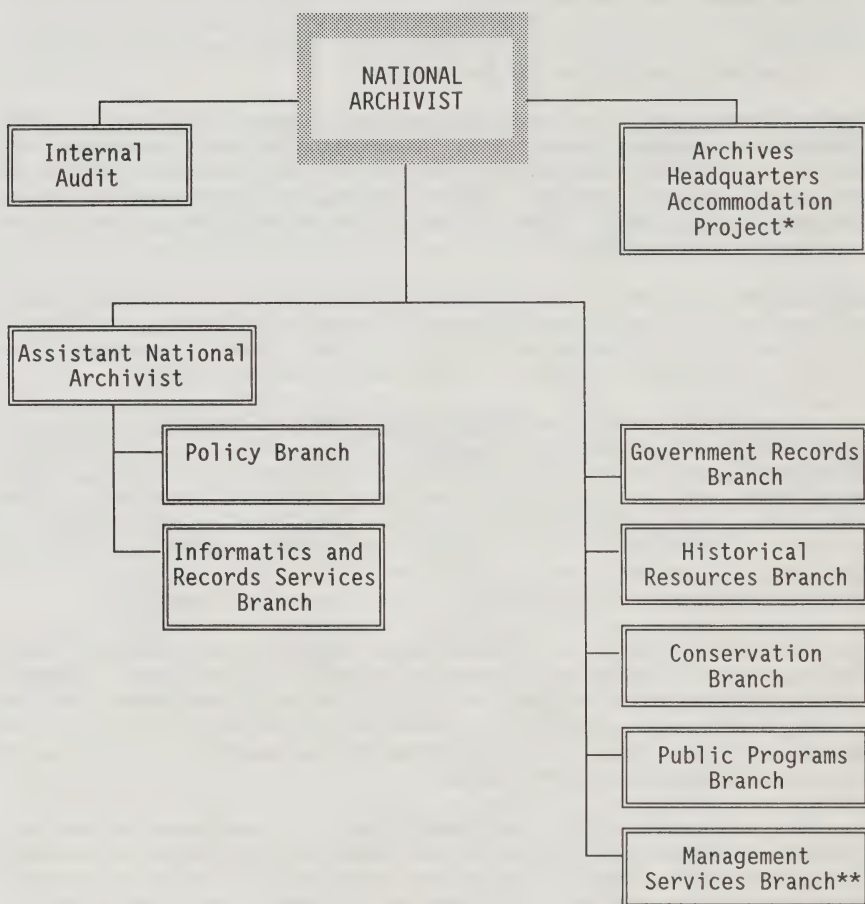 NATIONAL
ARCHIVIST
Internal
Audit
Archives
Headquarters
Accommodation
Project*
Assistant National
Archivist
Policy Branch
Informatics and
Records Services
Branch
Government Records
Branch
Historical
Resources Branch
Conservation
Branch
Public Programs
Branch
Management
Services Branch**